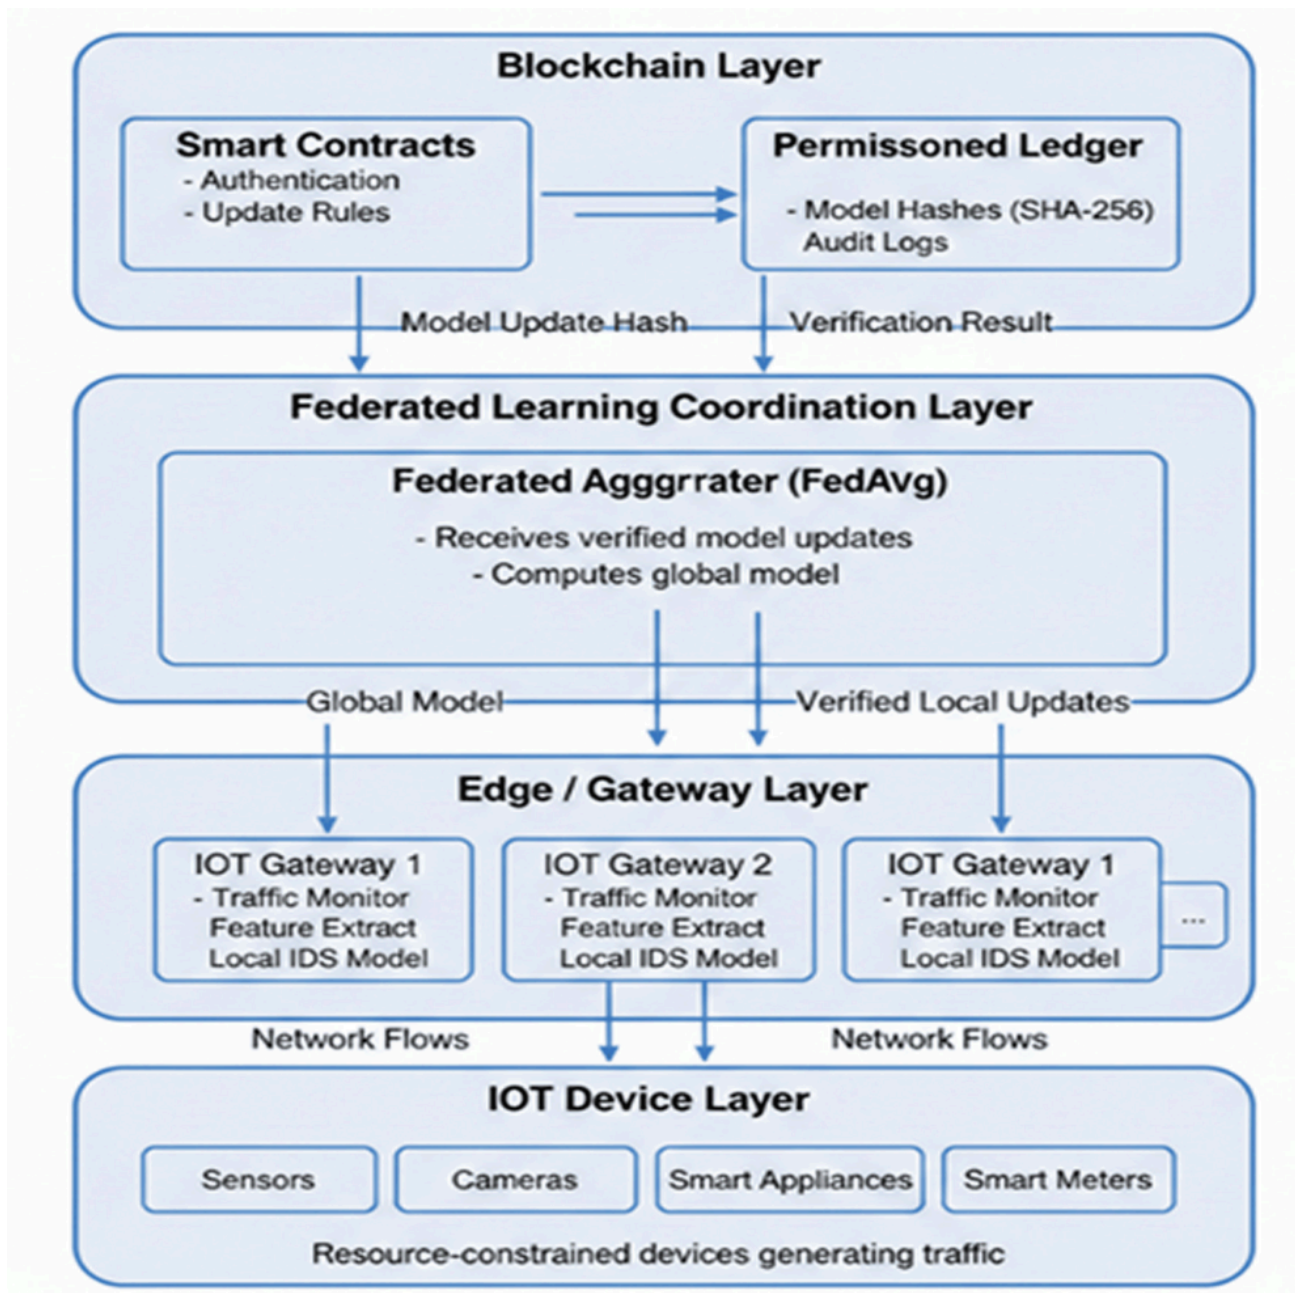 Blockchain Layer
Smart Contracts
- Authentication
- Update Rules
Permissoned Ledger
- Model Hashes (SHA-256)
Audit Logs
Model Update Hash
Verification Result
Federated Learning Coordination Layer
Federated Agggrrater (FedAVg)
- Receives verified model updates
- Computes global model
Global Model
Verified Local Updates
Edge / Gateway Layer
IOT Gateway 1
- Traffic Monitor
Feature Extract
Local IDS Model
IOT Gateway 2
- Traffic Monitor
Feature Extract
Local IDS Model
IOT Gateway 1
- Traffic Monitor
Feature Extract
Local IDS Model
...
Network Flows
Network Flows
IOT Device Layer
Sensors
Cameras
Smart Appliances
Smart Meters
Resource-constrained devices generating traffic